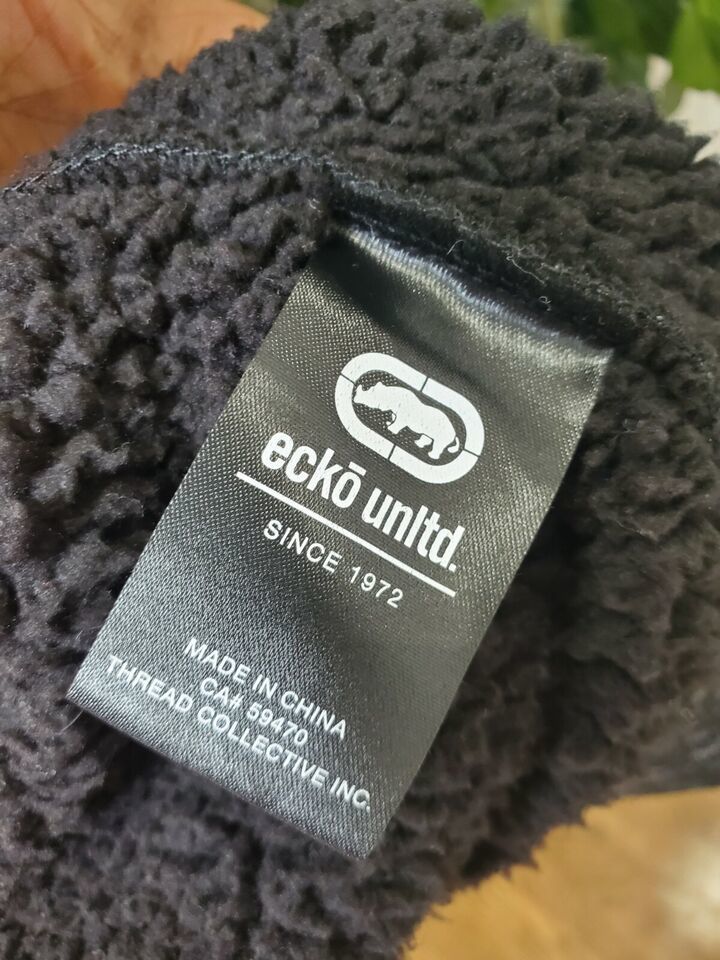 eckō unltd.
SINCE 1972
MADE IN CHINA
CA# 59470
THREAD COLLECTIVE INC.